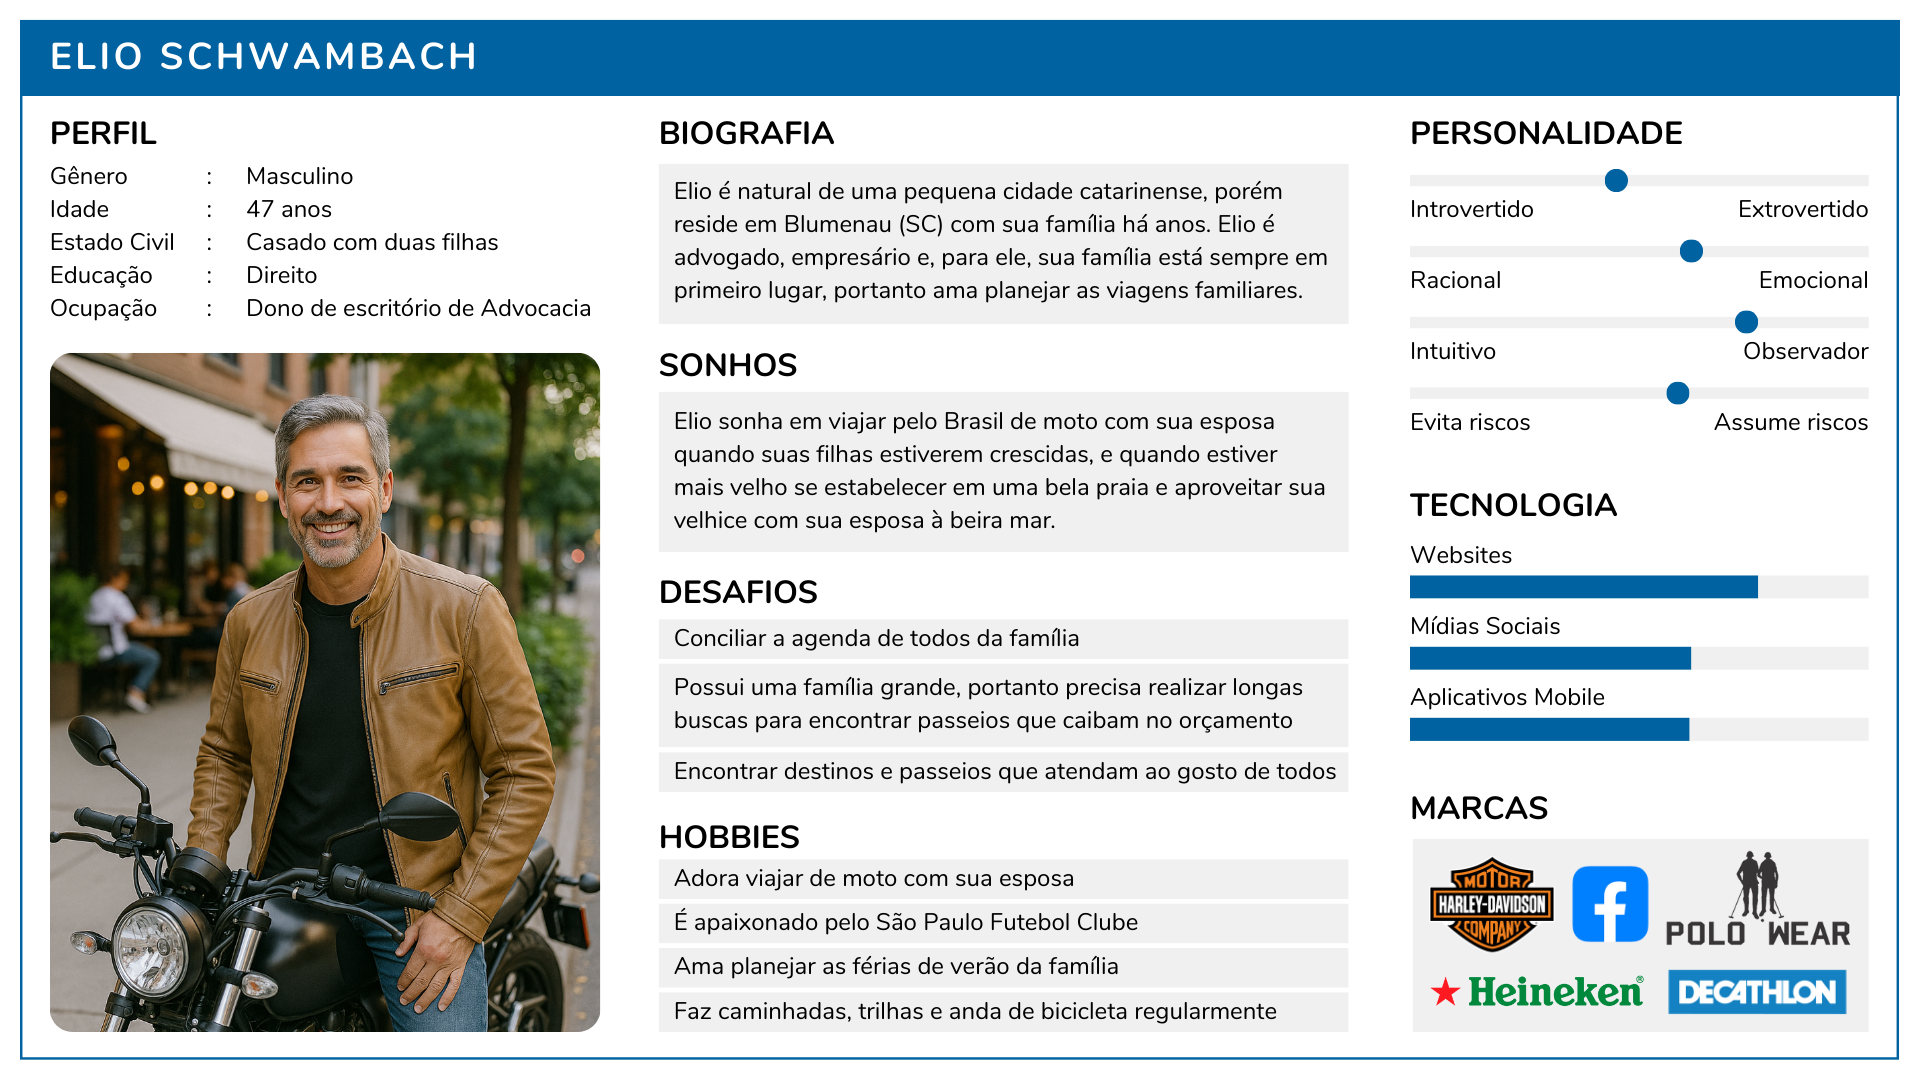 ELIO SCHWAMBACH
PERFIL
Gênero : Masculino
Idade : 47 anos
Estado Civil : Casado com duas filhas
Educação : Direito
Ocupação : Dono de escritório de Advocacia
BIOGRAFIA
Elio é natural de uma pequena cidade catarinense, porém
reside em Blumenau (SC) com sua família há anos. Elio é
advogado, empresário e, para ele, sua família está sempre em
primeiro lugar, portanto ama planejar as viagens familiares.
SONHOS
Elio sonha em viajar pelo Brasil de moto com sua esposa
quando suas filhas estiverem crescidas, e quando estiver
mais velho se estabelecer em uma bela praia e aproveitar sua
velhice com sua esposa à beira mar.
DESAFIOS
Conciliar a agenda de todos da família
Possui uma família grande, portanto precisa realizar longas
buscas para encontrar passeios que caibam no orçamento
Encontrar destinos e passeios que atendam ao gosto de todos
HOBBIES
Adora viajar de moto com sua esposa
É apaixonado pelo São Paulo Futebol Clube
Ama planejar as férias de verão da família
Faz caminhadas, trilhas e anda de bicicleta regularmente
PERSONALIDADE
Introvertido Extrovertido
Racional Emocional
Intuitivo Observador
Evita riscos Assume riscos
TECNOLOGIA
Websites
Mídias Sociais
Aplicativos Mobile
MARCAS
MOTOR
HARLEY-DAVIDSON
COMPANY
f
POLO WEAR
Heineken®
DECATHLON